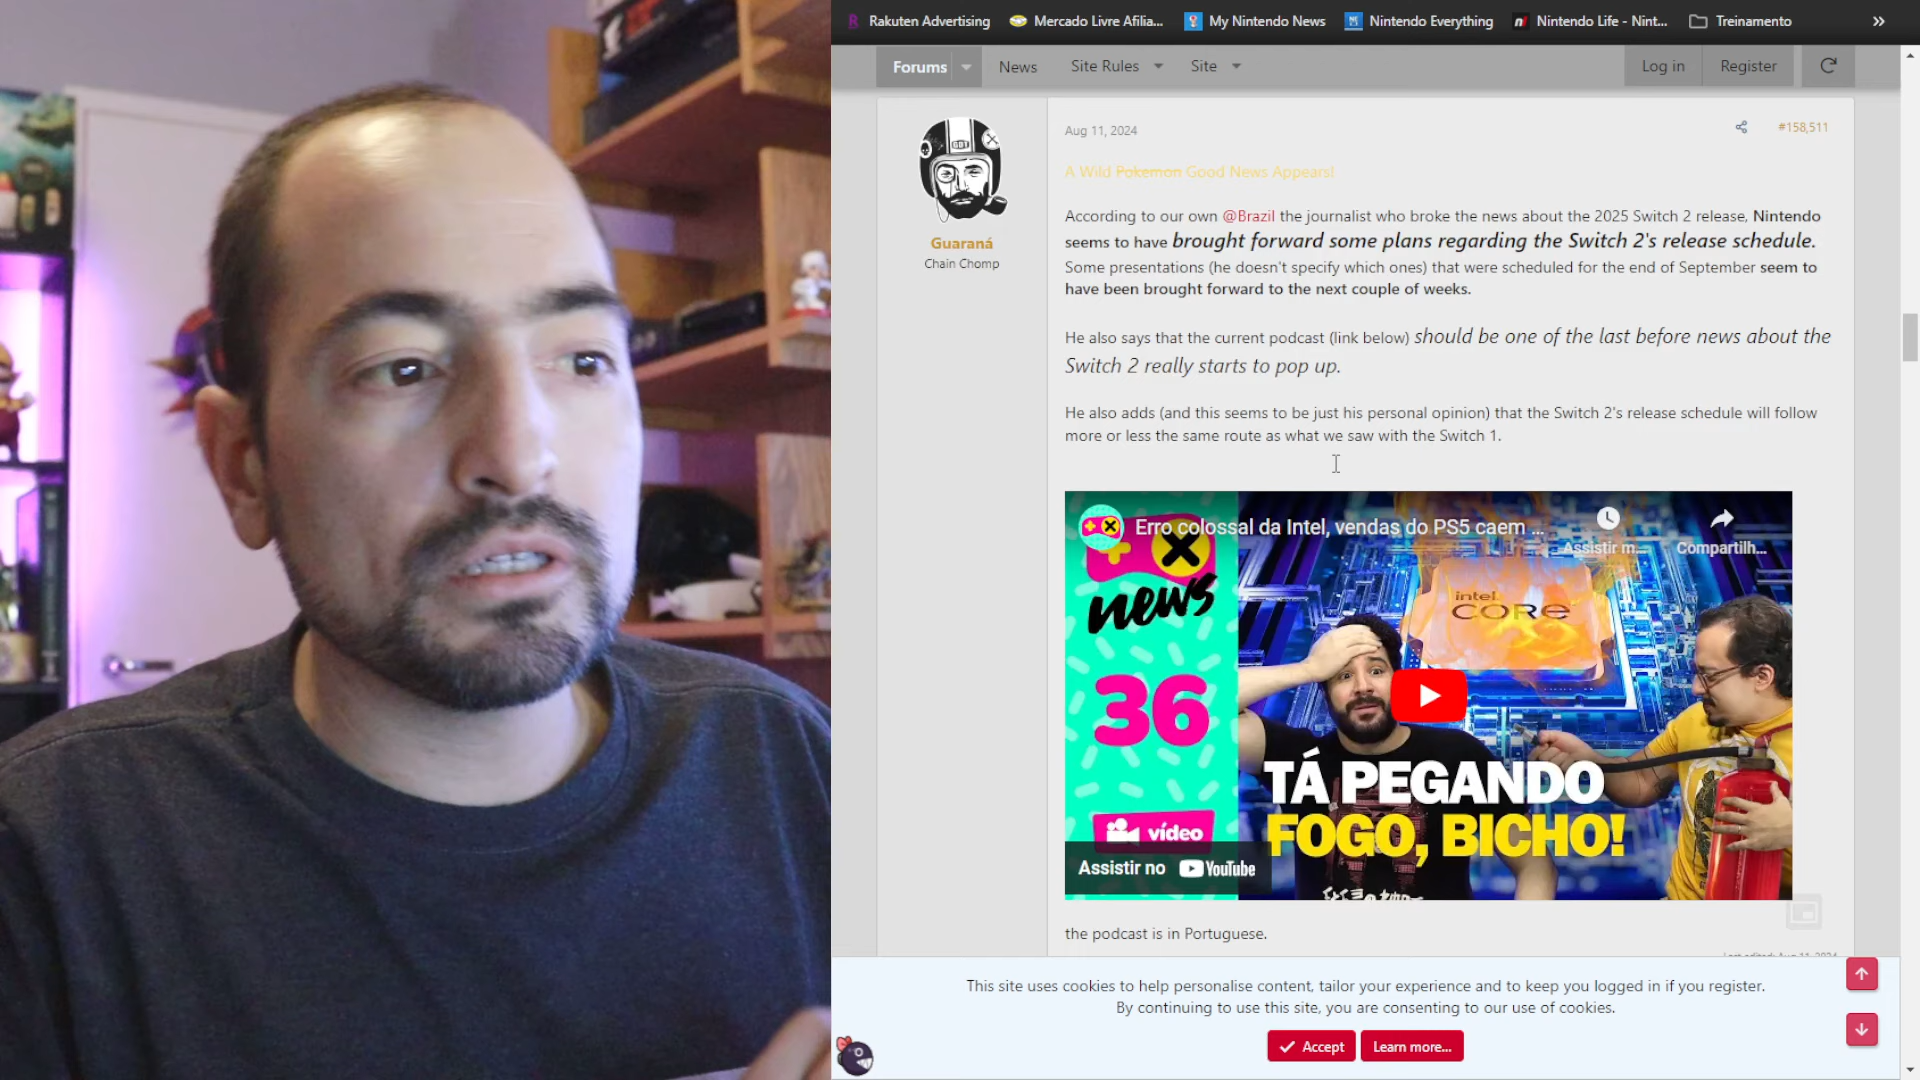 Rakuten Advertising
Mercado Livre Afilia...
My Nintendo News
Nintendo Everything
Nintendo Life - Nint...
Treinamento
Forums
News
Site Rules
Site
Log in
Register
Aug 11, 2024
#158,511
A Wild Pokemon Good News Appears!
Guaraná
Chain Chomp
According to our own @Brazil the journalist who broke the news about the 2025 Switch 2 release, Nintendo
seems to have brought forward some plans regarding the Switch 2's release schedule.
Some presentations (he doesn't specify which ones) that were scheduled for the end of September seem to
have been brought forward to the next couple of weeks.
He also says that the current podcast (link below) should be one of the last before news about the
Switch 2 really starts to pop up.
He also adds (and this seems to be just his personal opinion) that the Switch 2's release schedule will follow
more or less the same route as what we saw with the Switch 1.
Erro colossal da Intel, vendas do PS5 caem ...
Assistir m...
Compartilh...
news
36
vídeo
intel.
CORE
TÁ PEGANDO
FOGO, BICHO!
Assistir no YouTube
the podcast is in Portuguese.
Last edited: Aug 11, 2024
This site uses cookies to help personalise content, tailor your experience and to keep you logged in if you register.
By continuing to use this site, you are consenting to our use of cookies.
Accept
Learn more...